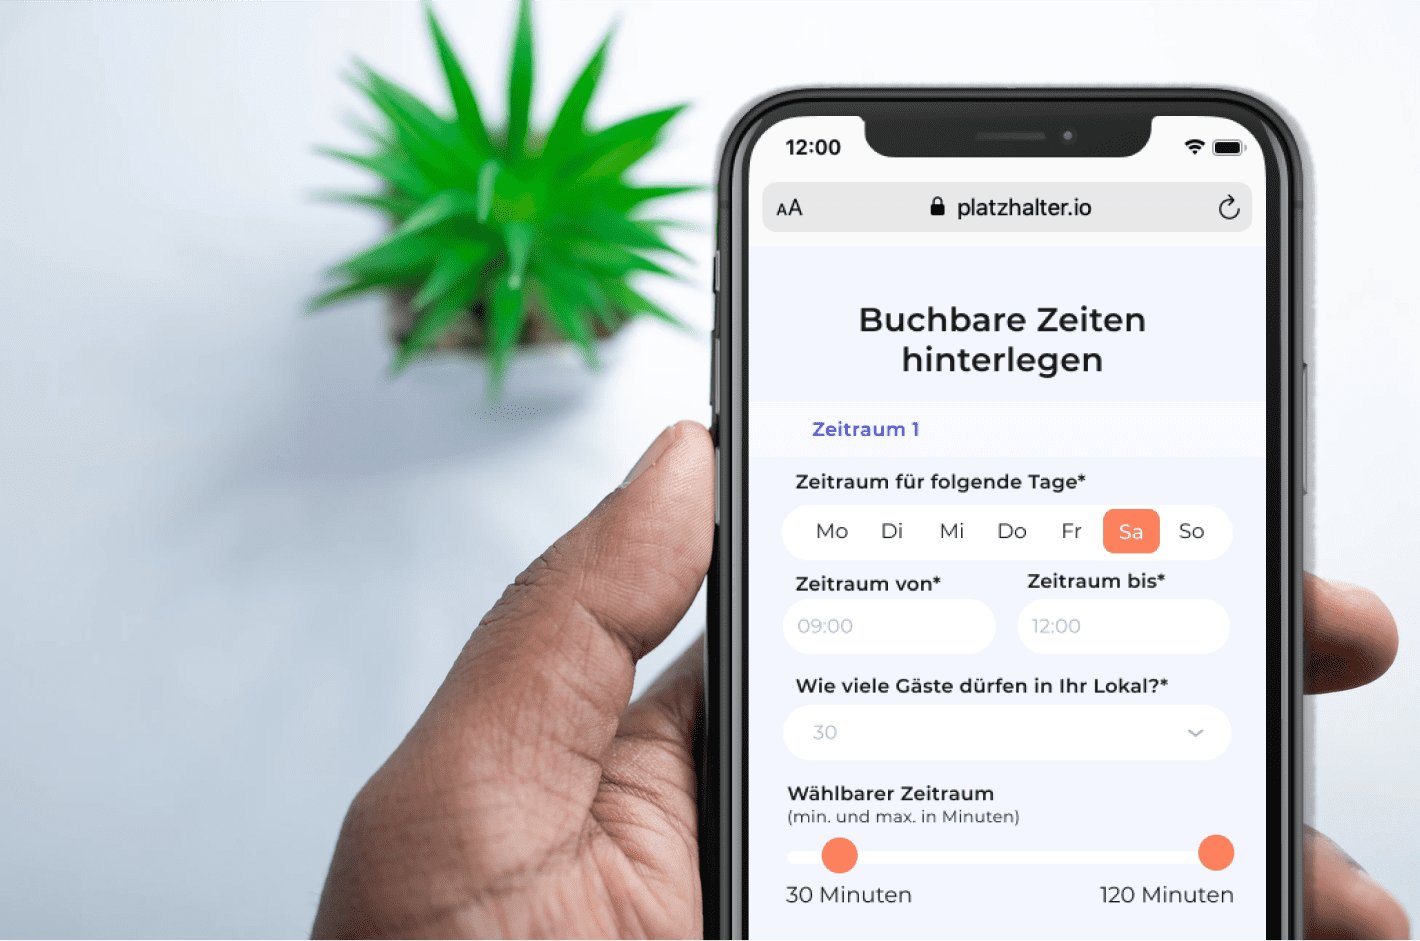 12:00
AA platzhalter.io
Buchbare Zeiten
hinterlegen
Zeitraum 1
Zeitraum für folgende Tage*
Mo Di Mi Do Fr Sa So
Zeitraum von* Zeitraum bis*
09:00 12:00
Wie viele Gäste dürfen in Ihr Lokal?*
30
Wählbarer Zeitraum
(min. und max. in Minuten)
30 Minuten 120 Minuten